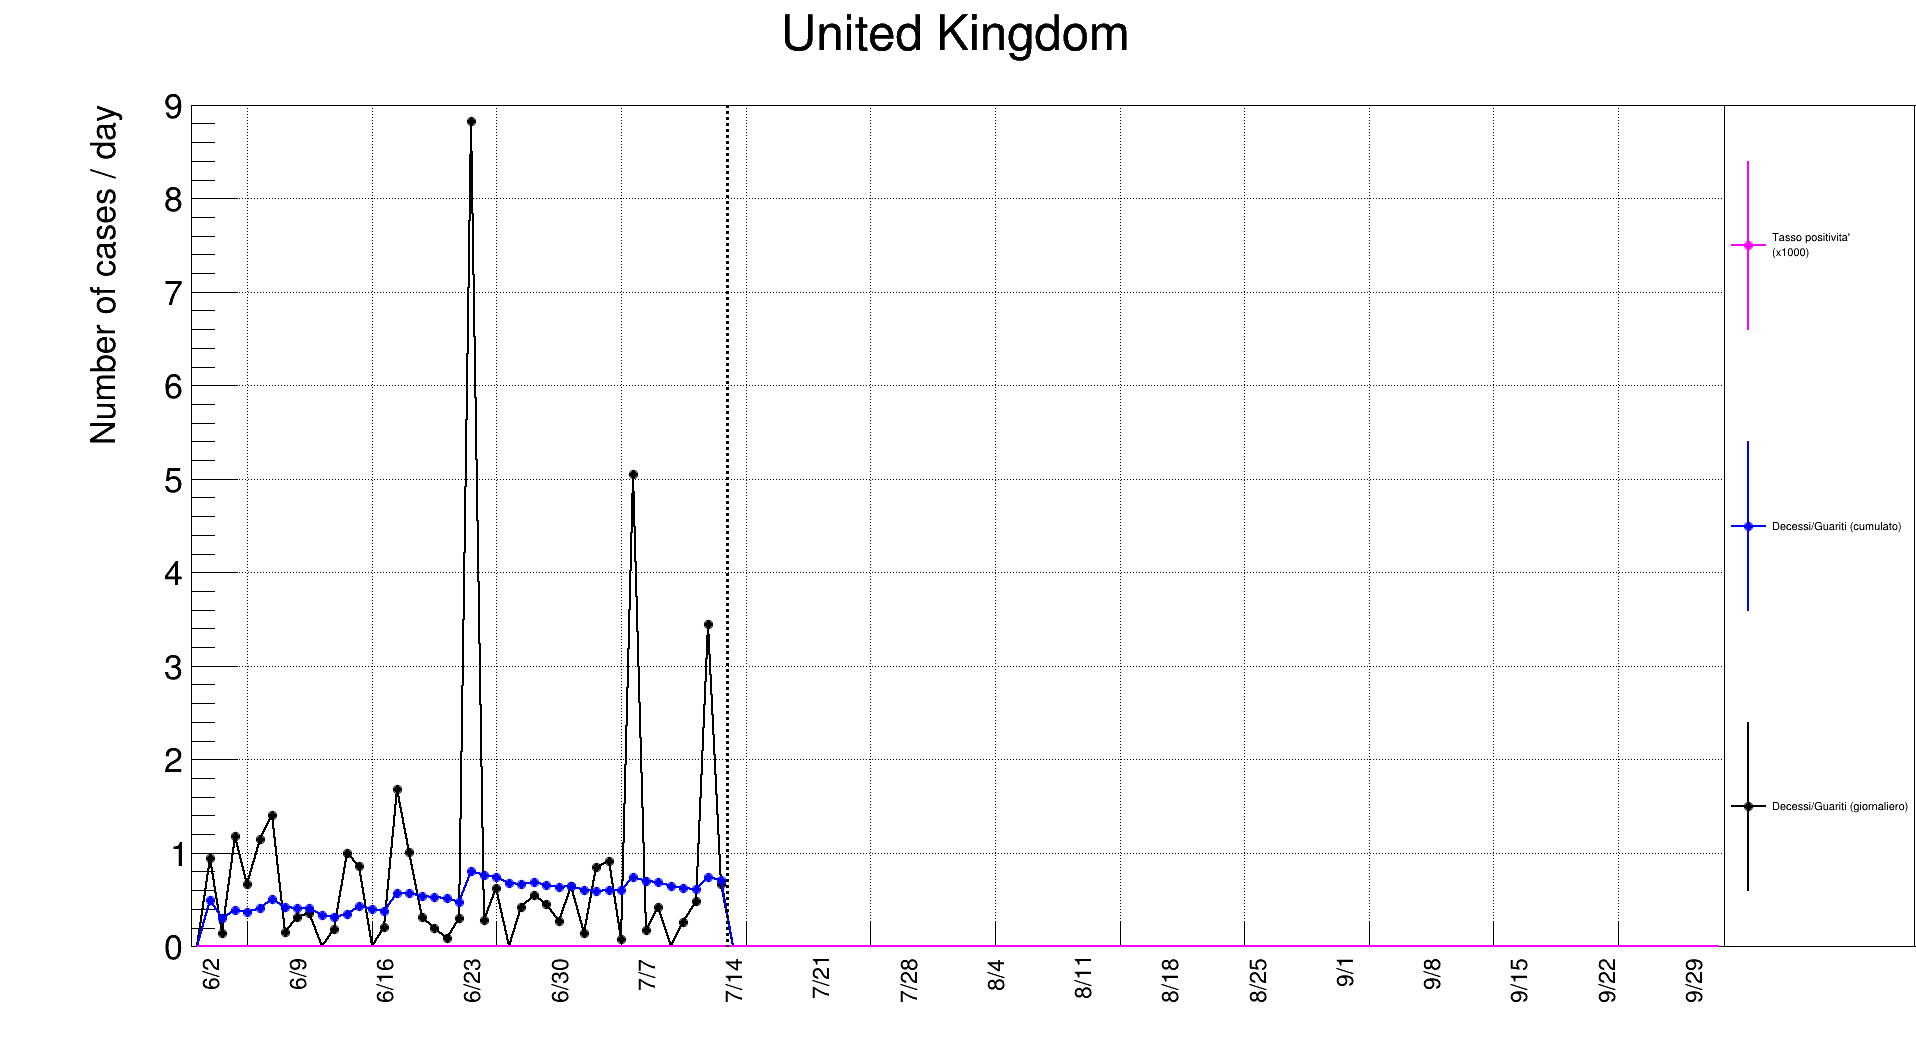 United Kingdom
Number of cases / day
9
8
7
6
5
4
3
2
1
0
6/2 6/9 6/16 6/23 6/30 7/7 7/14 7/21 7/28 8/4 8/11 8/18 8/25 9/1 9/8 9/15 9/22 9/29
Tasso positivita'
(x1000)
Decessi/Guariti (cumulato)
Decessi/Guariti (giornaliero)